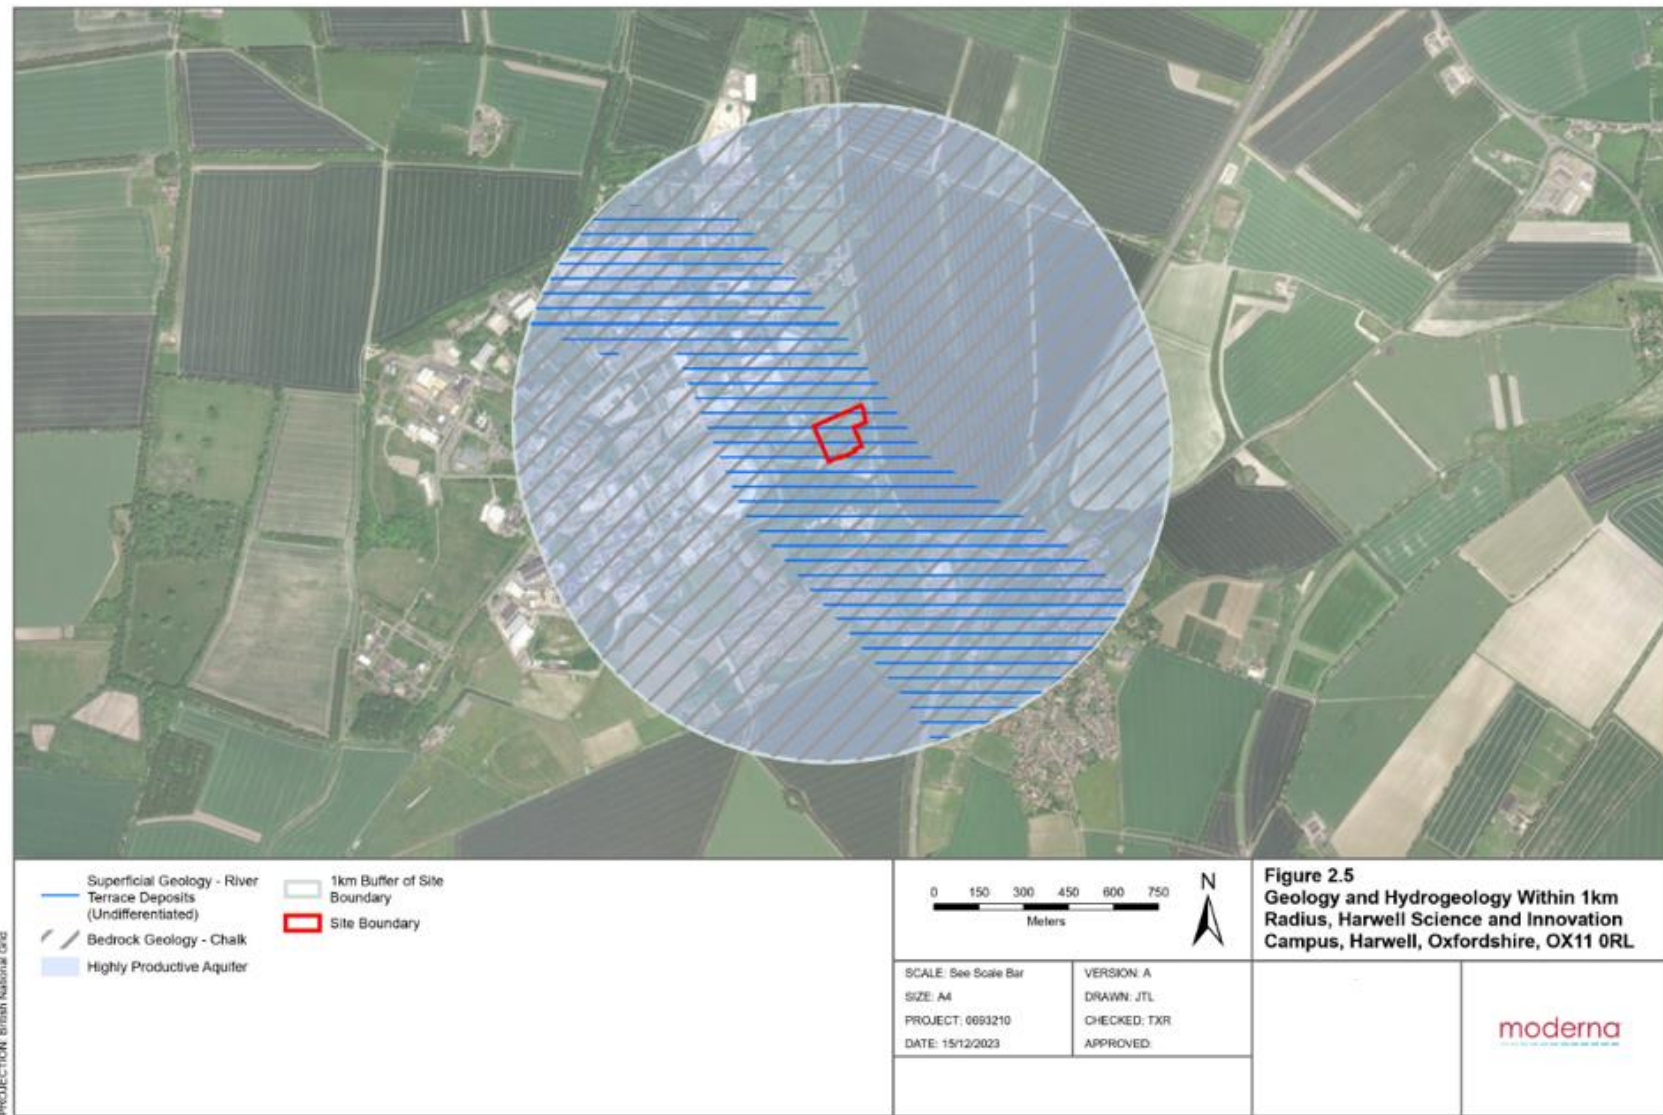 Superficial Geology - River
Terrace Deposits
(Undifferentiated)
Bedrock Geology - Chalk
Highly Productive Aquifer
1km Buffer of Site
Boundary
Site Boundary
0 150 300 450 600 750
Meters
N
Figure 2.5
Geology and Hydrogeology Within 1km
Radius, Harwell Science and Innovation
Campus, Harwell, Oxfordshire, OX11 0RL
SCALE: See Scale Bar
SIZE: A4
PROJECT: 0693210
DATE: 15/12/2023
VERSION: A
DRAWN: JTL
CHECKED: TXR
APPROVED:
moderna
PROJECTION: British National Grid